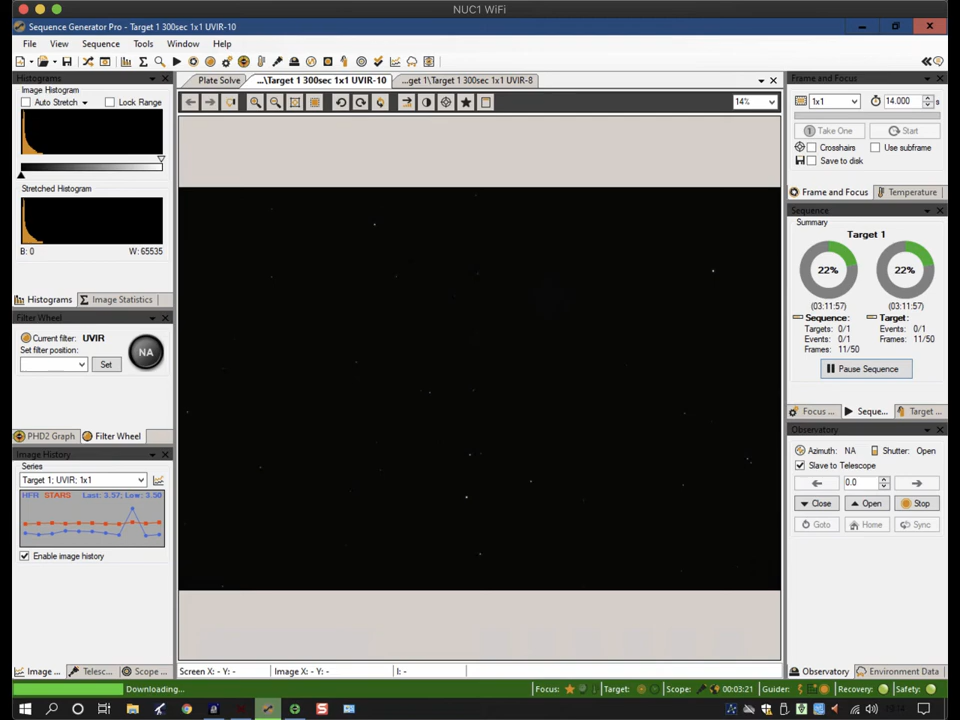 NUC1 WiFi
Sequence Generator Pro - Target 1 300sec 1x1 UVIR-10
File View Sequence Tools Window Help
Histograms
Image Histogram
Auto Stretch
Lock Range
Stretched Histogram
B: 0 W: 65535
Histograms Image Statistics
Filter Wheel
Current filter: UVIR
Set filter position:
Set
NA
PHD2 Graph Filter Wheel
Image History
Series
Target 1; UVIR; 1x1
HFR STARS Last: 3.57; Low: 3.50
Enable image history
Image ... Telesc... Scope ...
Plate Solve ...\Target 1 300sec 1x1 UVIR-10 ...get 1\Target 1 300sec 1x1 UVIR-8
14%
Screen X: - Y: - Image X: - Y: - I: -
Frame and Focus
1x1 14.000 s
Take One Start
Crosshairs Use subframe
Save to disk
Frame and Focus Temperature
Sequence
Summary
Target 1
22% 22%
(03:11:57) (03:11:57)
Sequence: Target:
Targets: 0/1 Events: 0/1
Events: 0/1 Frames: 11/50
Frames: 11/50
Pause Sequence
Focus ... Seque... Target ...
Observatory
Azimuth: NA Shutter: Open
Slave to Telescope
0.0
Close Open Stop
Goto Home Sync
Observatory Environment Data
Downloading...
Focus: Target: Scope: 00:03:21 Guider: Recovery: Safety: